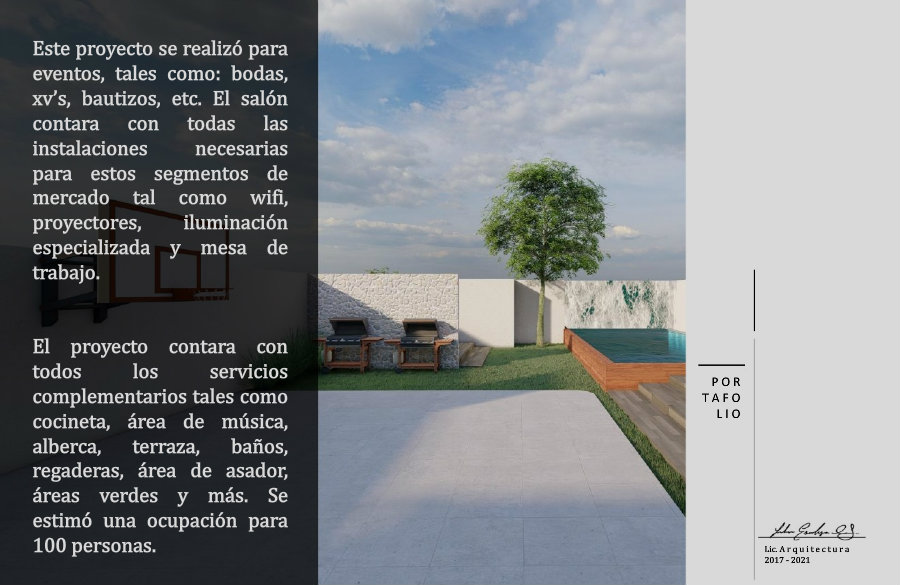 Este proyecto se realizó para
eventos, tales como: bodas,
xv's, bautizos, etc. El salón
contara con todas las
instalaciones necesarias
para estos segmentos de
mercado tal como wifi,
proyectores, iluminación
especializada y mesa de
trabajo.
El proyecto contara con
todos los servicios
complementarios tales como
cocineta, área de música,
alberca, terraza, baños,
regaderas, área de asador,
áreas verdes y más. Se
estimó una ocupación para
100 personas.
POR
TAFO
LIO
Lic. Arquitectura
2017 - 2021